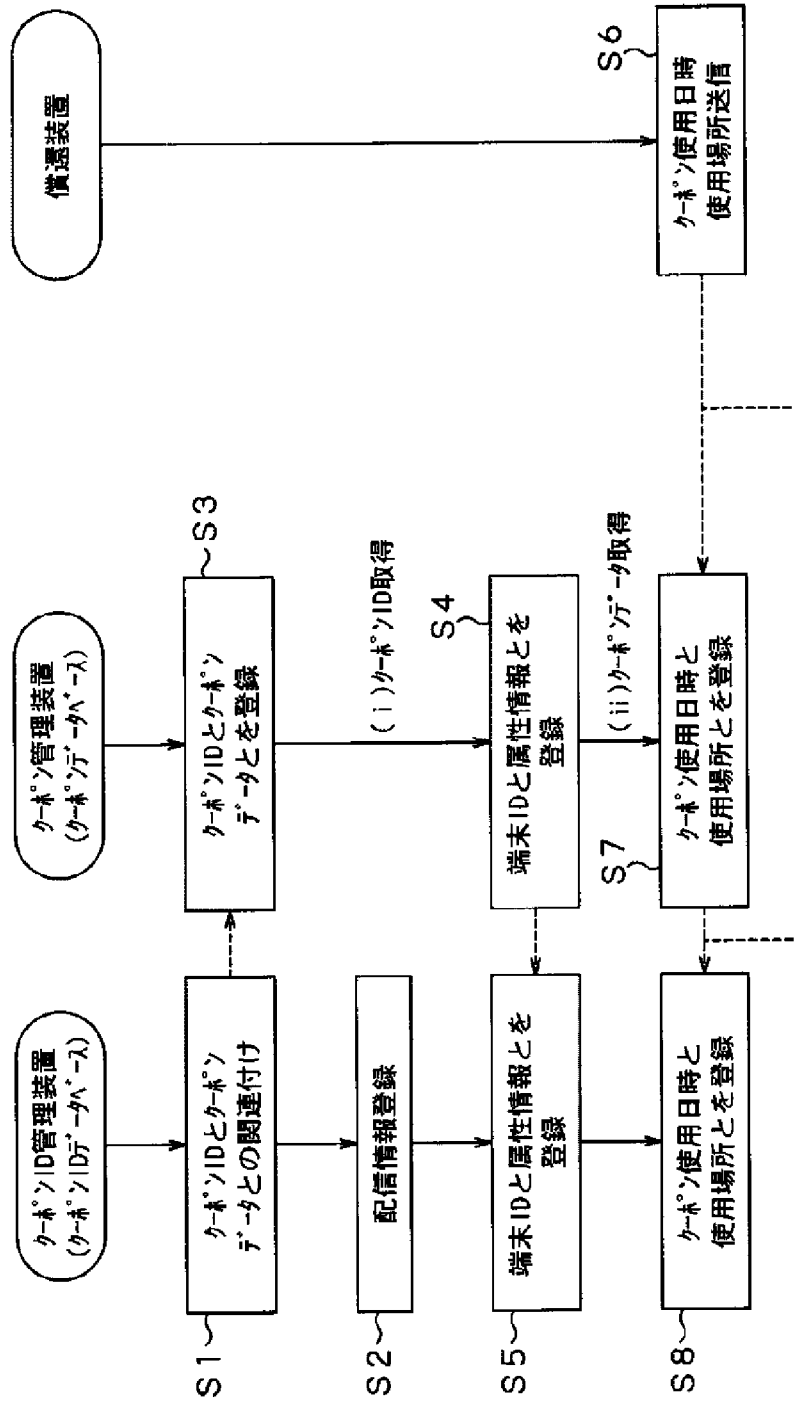 クーポンID管理装置
(クーポンIDデータベース)
クーポン管理装置
(クーポンデータベース)
償還装置
S1
クーポンIDとクーポン
データとの関連付け
S3
クーポンIDとクーポン
データとを登録
S2
配信情報登録
(i)クーポンID取得
S5
端末IDと属性情報とを
登録
S4
端末IDと属性情報とを
登録
(ii)クーポンデータ取得
S8
クーポン使用日時と
使用場所とを登録
S7
クーポン使用日時と
使用場所とを登録
S6
クーポン使用日時
使用場所送信